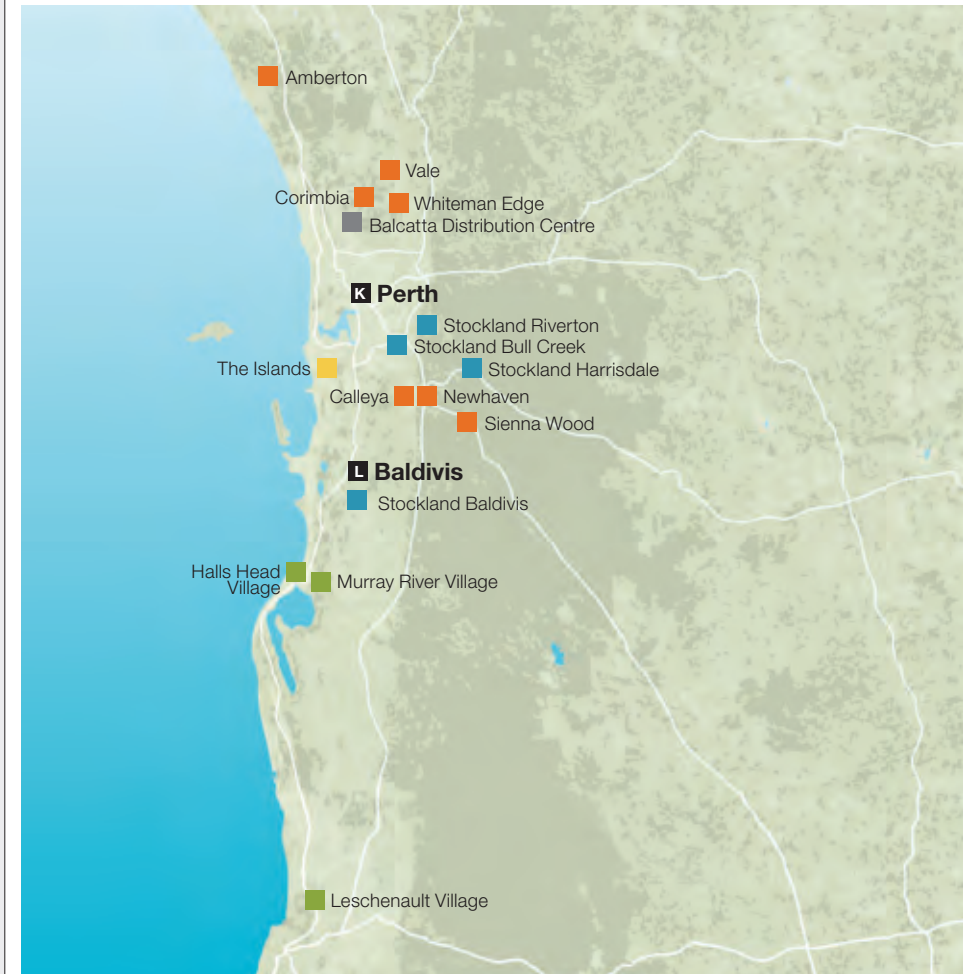 Amberton
Vale
Corimbia
Whiteman Edge
Balcatta Distribution Centre
K Perth
Stockland Riverton
Stockland Bull Creek
The Islands
Stockland Harrisdale
Calleya
Newhaven
Sienna Wood
L Baldivis
Stockland Baldivis
Halls Head
Village
Murray River Village
Leschenault Village